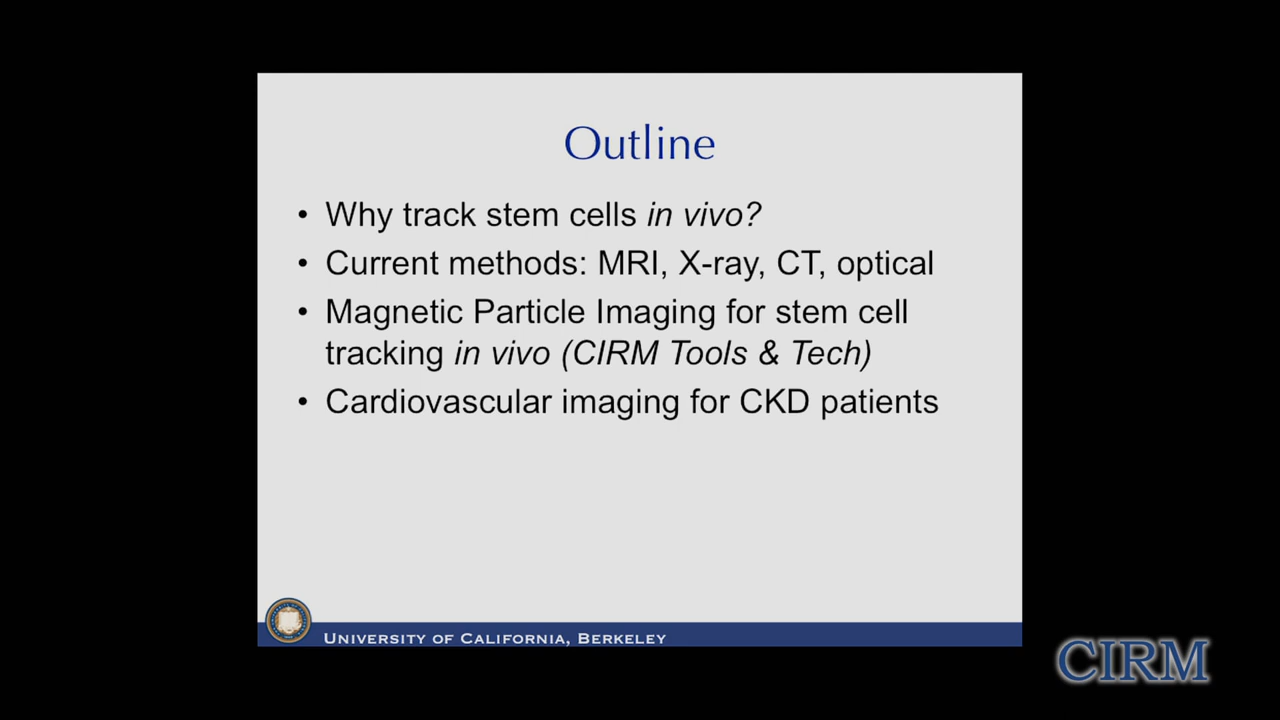 Outline
• Why track stem cells in vivo?
• Current methods: MRI, X-ray, CT, optical
• Magnetic Particle Imaging for stem cell
tracking in vivo (CIRM Tools & Tech)
• Cardiovascular imaging for CKD patients
UNIVERSITY OF CALIFORNIA, BERKELEY
CIRM